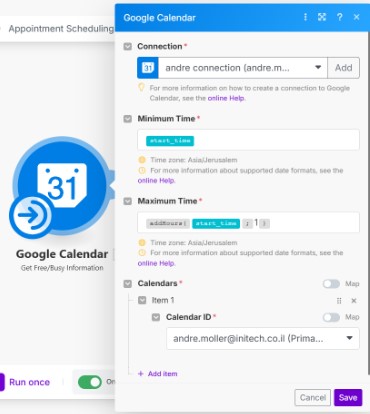 Appointment Scheduling
Google Calendar
Connection*
31
andre connection (andre.m...
Add
For more information on how to create a connection to Google
Calendar, see the online Help.
Minimum Time*
start_time
Time zone: Asia/Jerusalem
For more information about supported date formats, see the
online Help.
Maximum Time*
addHours( start_time ; 1 )
Time zone: Asia/Jerusalem
For more information about supported date formats, see the
online Help.
Calendars*
Map
Item 1
Calendar ID*
Map
andre.moller@initech.co.il (Prima...
+ Add item
Cancel
Save
31
Google Calendar
Get Free/Busy Information
Run once
On